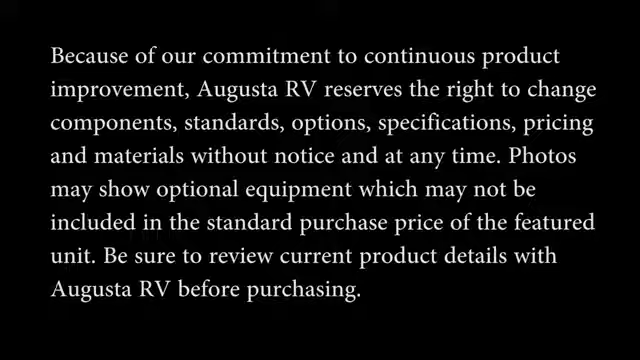 Because of our commitment to continuous product
improvement, Augusta RV reserves the right to change
components, standards, options, specifications, pricing
and materials without notice and at any time. Photos
may show optional equipment which may not be
included in the standard purchase price of the featured
unit. Be sure to review current product details with
Augusta RV before purchasing.